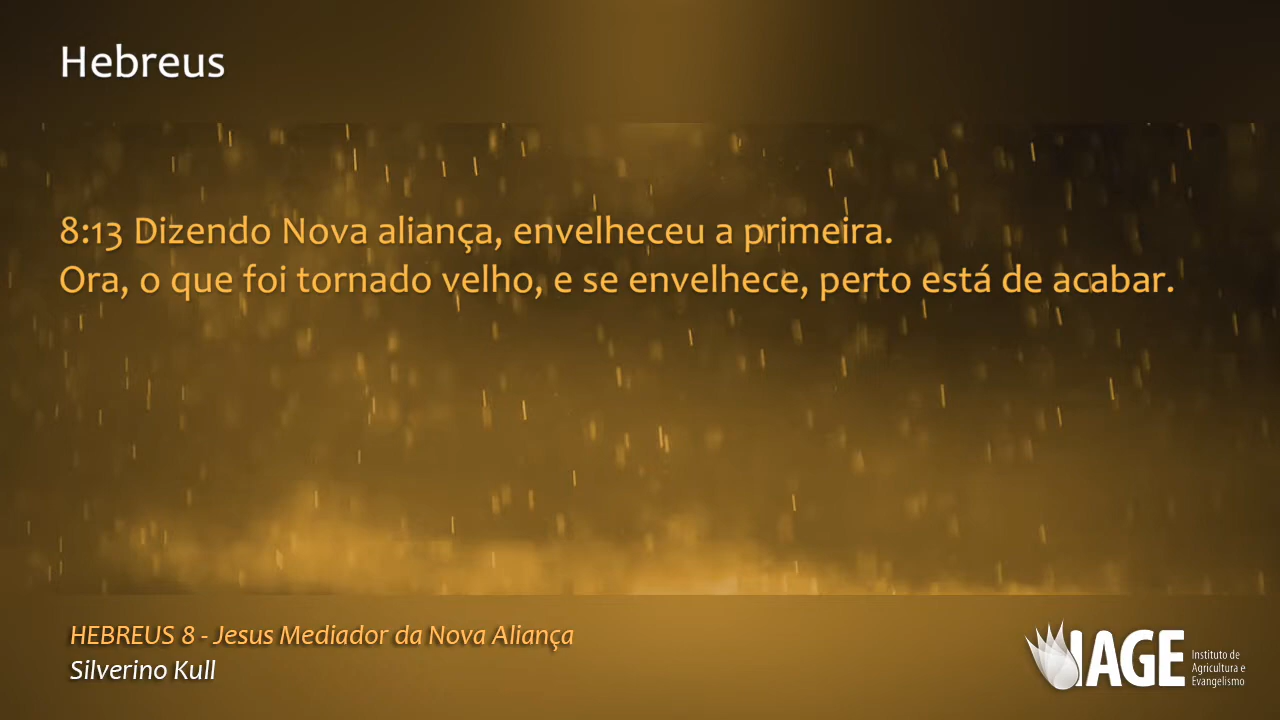 Hebreus
8:13 Dizendo Nova aliança, envelheceu a primeira.
Ora, o que foi tornado velho, e se envelhece, perto está de acabar.
HEBREUS 8 - Jesus Mediador da Nova Aliança
Silverino Kull
IAGE
Instituto de
Agricultura e
Evangelismo